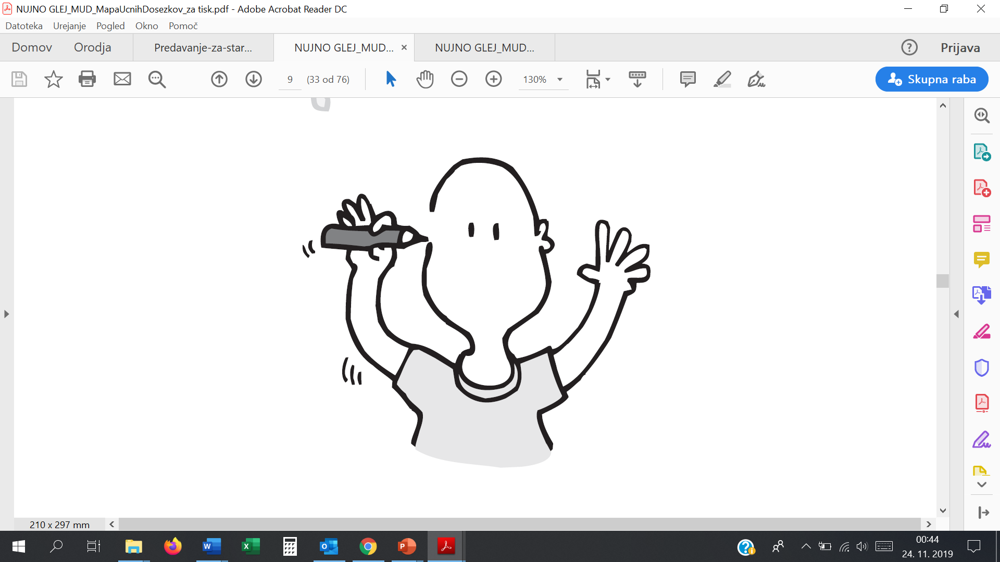 NUJNO GLEJ_MUD_MapaUcnihDosezkov_za tisk.pdf - Adobe Acrobat Reader DC
Datoteka Urejanje Pogled Okno Pomoč
Domov Orodja Predavanje-za-star... NUJNO GLEJ_MUD... NUJNO GLEJ_MUD... Prijava
9 (33 od 76) 130% Skupna raba
210 x 297 mm
00:44
24. 11. 2019